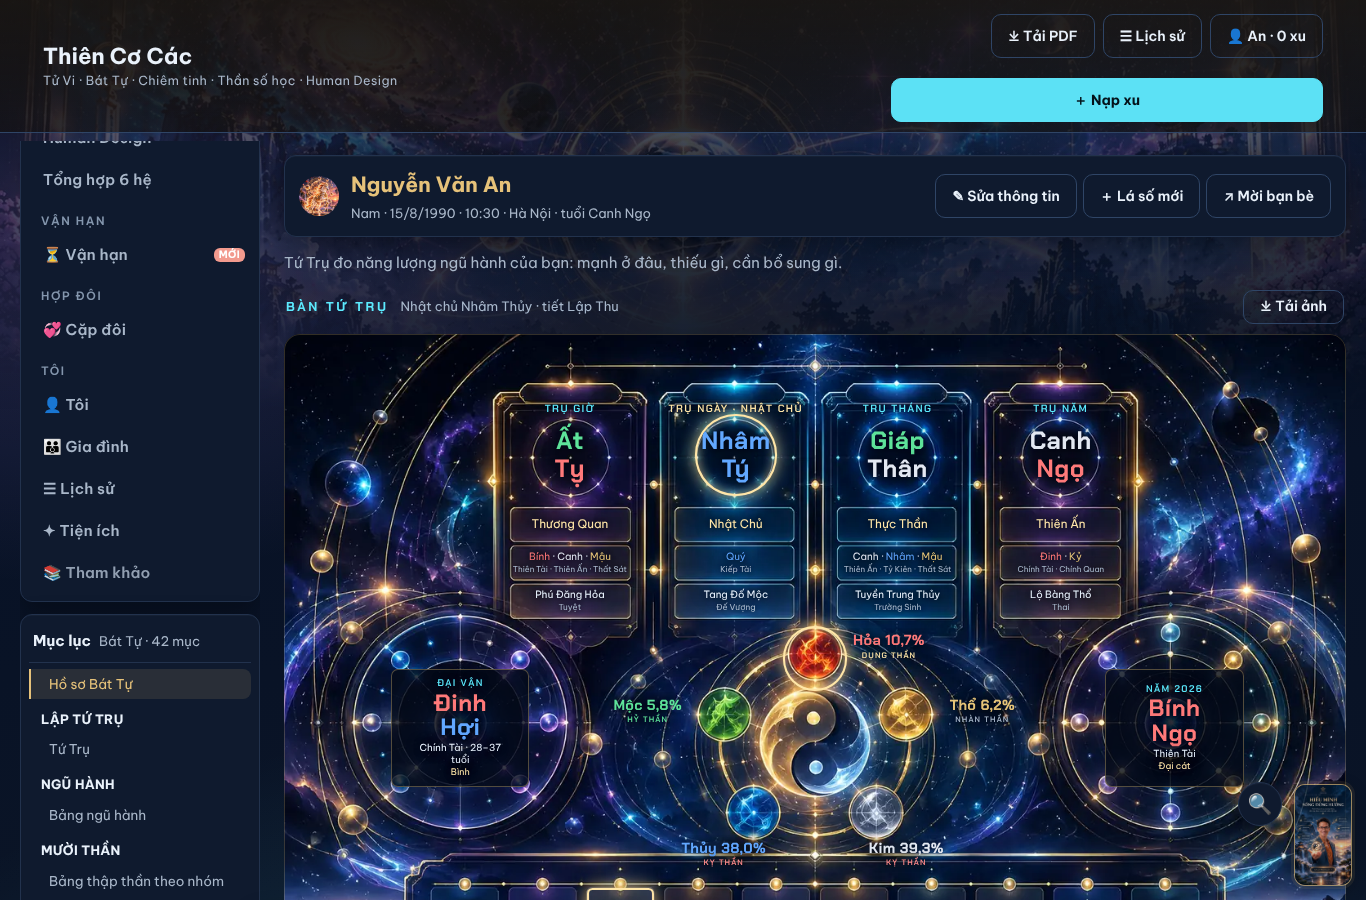 Thiên Cơ Các
Tử Vi · Bát Tự · Chiêm tinh · Thần số học · Human Design
Tải PDF
Lịch sử
An · 0 xu
+ Nạp xu
Human Design
Tổng hợp 6 hệ
VẬN HẠN
Vận hạn
MỚI
HỢP ĐÔI
Cặp đôi
TÔI
Tôi
Gia đình
Lịch sử
Tiện ích
Tham khảo
Mục lục Bát Tự · 42 mục
Hồ sơ Bát Tự
LẬP TỨ TRỤ
Tứ Trụ
NGŨ HÀNH
Bảng ngũ hành
MƯỜI THẦN
Bảng thập thần theo nhóm
Nguyễn Văn An
Nam · 15/8/1990 · 10:30 · Hà Nội · tuổi Canh Ngọ
Sửa thông tin
+ Lá số mới
Mời bạn bè
Tứ Trụ đo năng lượng ngũ hành của bạn: mạnh ở đâu, thiếu gì, cần bổ sung gì.
BÀN TỨ TRỤ Nhật chủ Nhâm Thủy · tiết Lập Thu
Tải ảnh
TRỤ GIỜ
Ất
Tỵ
Thương Quan
Bính · Canh · Mậu
Thiên Tài · Thiên Ấn · Thất Sát
Phú Đăng Hỏa
Tuyệt
TRỤ NGÀY · NHẬT CHỦ
Nhâm
Tý
Nhật Chủ
Quý
Kiếp Tài
Tang Đố Mộc
Đế Vượng
TRỤ THÁNG
Giáp
Thân
Thực Thần
Canh · Nhâm · Mậu
Thiên Ấn · Tỷ Kiên · Thất Sát
Tuyền Trung Thủy
Trường Sinh
TRỤ NĂM
Canh
Ngọ
Thiên Ấn
Đinh · Kỷ
Chính Tài · Chính Quan
Lộ Bàng Thổ
Thai
Hỏa 10,7%
DỤNG THẦN
Mộc 5,8%
HỶ THẦN
Thổ 6,2%
NHÀN THẦN
Thủy 38,0%
KỴ THẦN
Kim 39,3%
KỴ THẦN
ĐẠI VẬN
Đinh
Hợi
Chính Tài · 28–37
tuổi
Bình
NĂM 2026
Bính
Ngọ
Thiên Tài
Đại cát